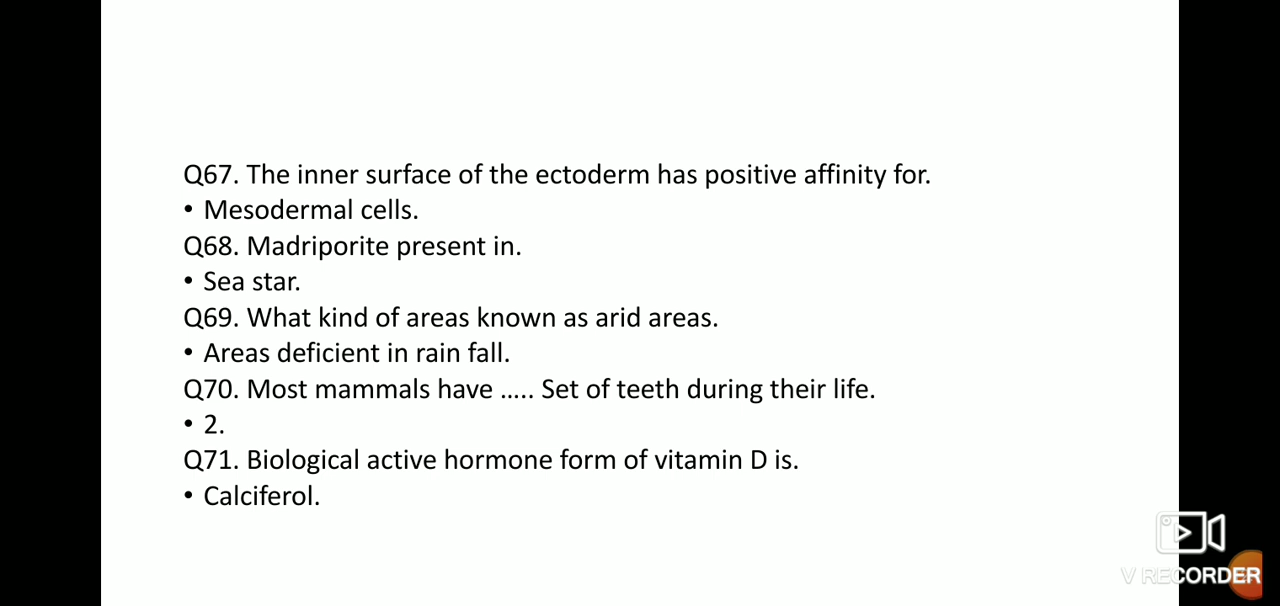 Q67. The inner surface of the ectoderm has positive affinity for.
• Mesodermal cells.
Q68. Madriporite present in.
• Sea star.
Q69. What kind of areas known as arid areas.
• Areas deficient in rain fall.
Q70. Most mammals have ..... Set of teeth during their life.
• 2.
Q71. Biological active hormone form of vitamin D is.
• Calciferol.
V RECORDER